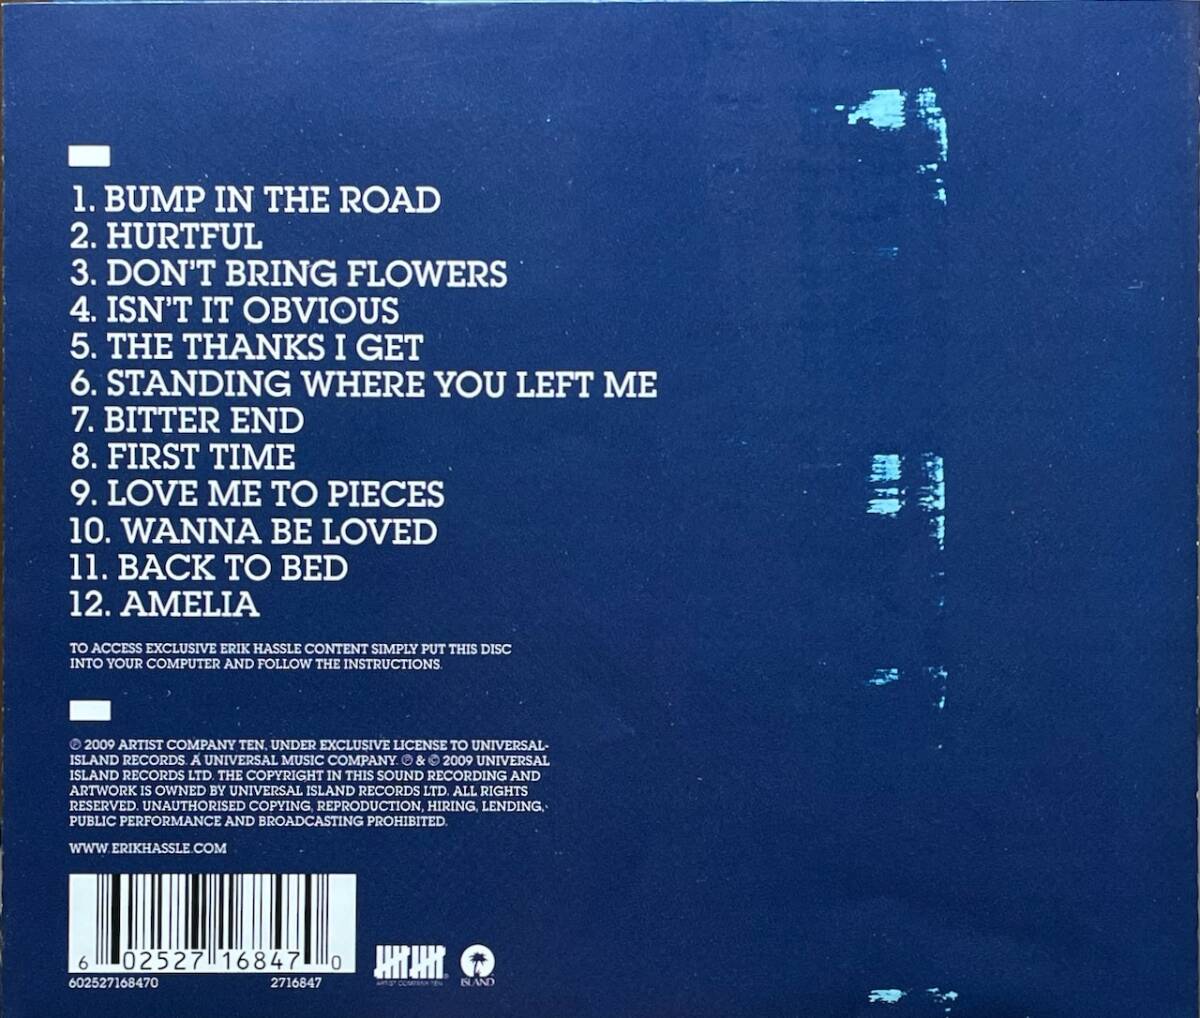 1. BUMP IN THE ROAD
2. HURTFUL
3. DON'T BRING FLOWERS
4. ISN'T IT OBVIOUS
5. THE THANKS I GET
6. STANDING WHERE YOU LEFT ME
7. BITTER END
8. FIRST TIME
9. LOVE ME TO PIECES
10. WANNA BE LOVED
11. BACK TO BED
12. AMELIA
TO ACCESS EXCLUSIVE ERIK HASSLE CONTENT SIMPLY PUT THIS DISC
INTO YOUR COMPUTER AND FOLLOW THE INSTRUCTIONS.
℗ 2009 ARTIST COMPANY TEN, UNDER EXCLUSIVE LICENSE TO UNIVERSAL-
ISLAND RECORDS. A UNIVERSAL MUSIC COMPANY. ℗ & © 2009 UNIVERSAL
ISLAND RECORDS LTD. THE COPYRIGHT IN THIS SOUND RECORDING AND
ARTWORK IS OWNED BY UNIVERSAL ISLAND RECORDS LTD. ALL RIGHTS
RESERVED. UNAUTHORISED COPYING, REPRODUCTION, HIRING, LENDING,
PUBLIC PERFORMANCE AND BROADCASTING PROHIBITED.
WWW.ERIKHASSLE.COM
6 02527 16847 0
602527168470 2716847
ARTIST COMPANY TEN
ISLAND